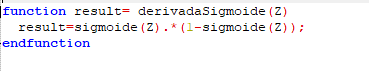 function result= derivadaSigmoide(Z)
  result=sigmoide(Z).*(1-sigmoide(Z));
endfunction